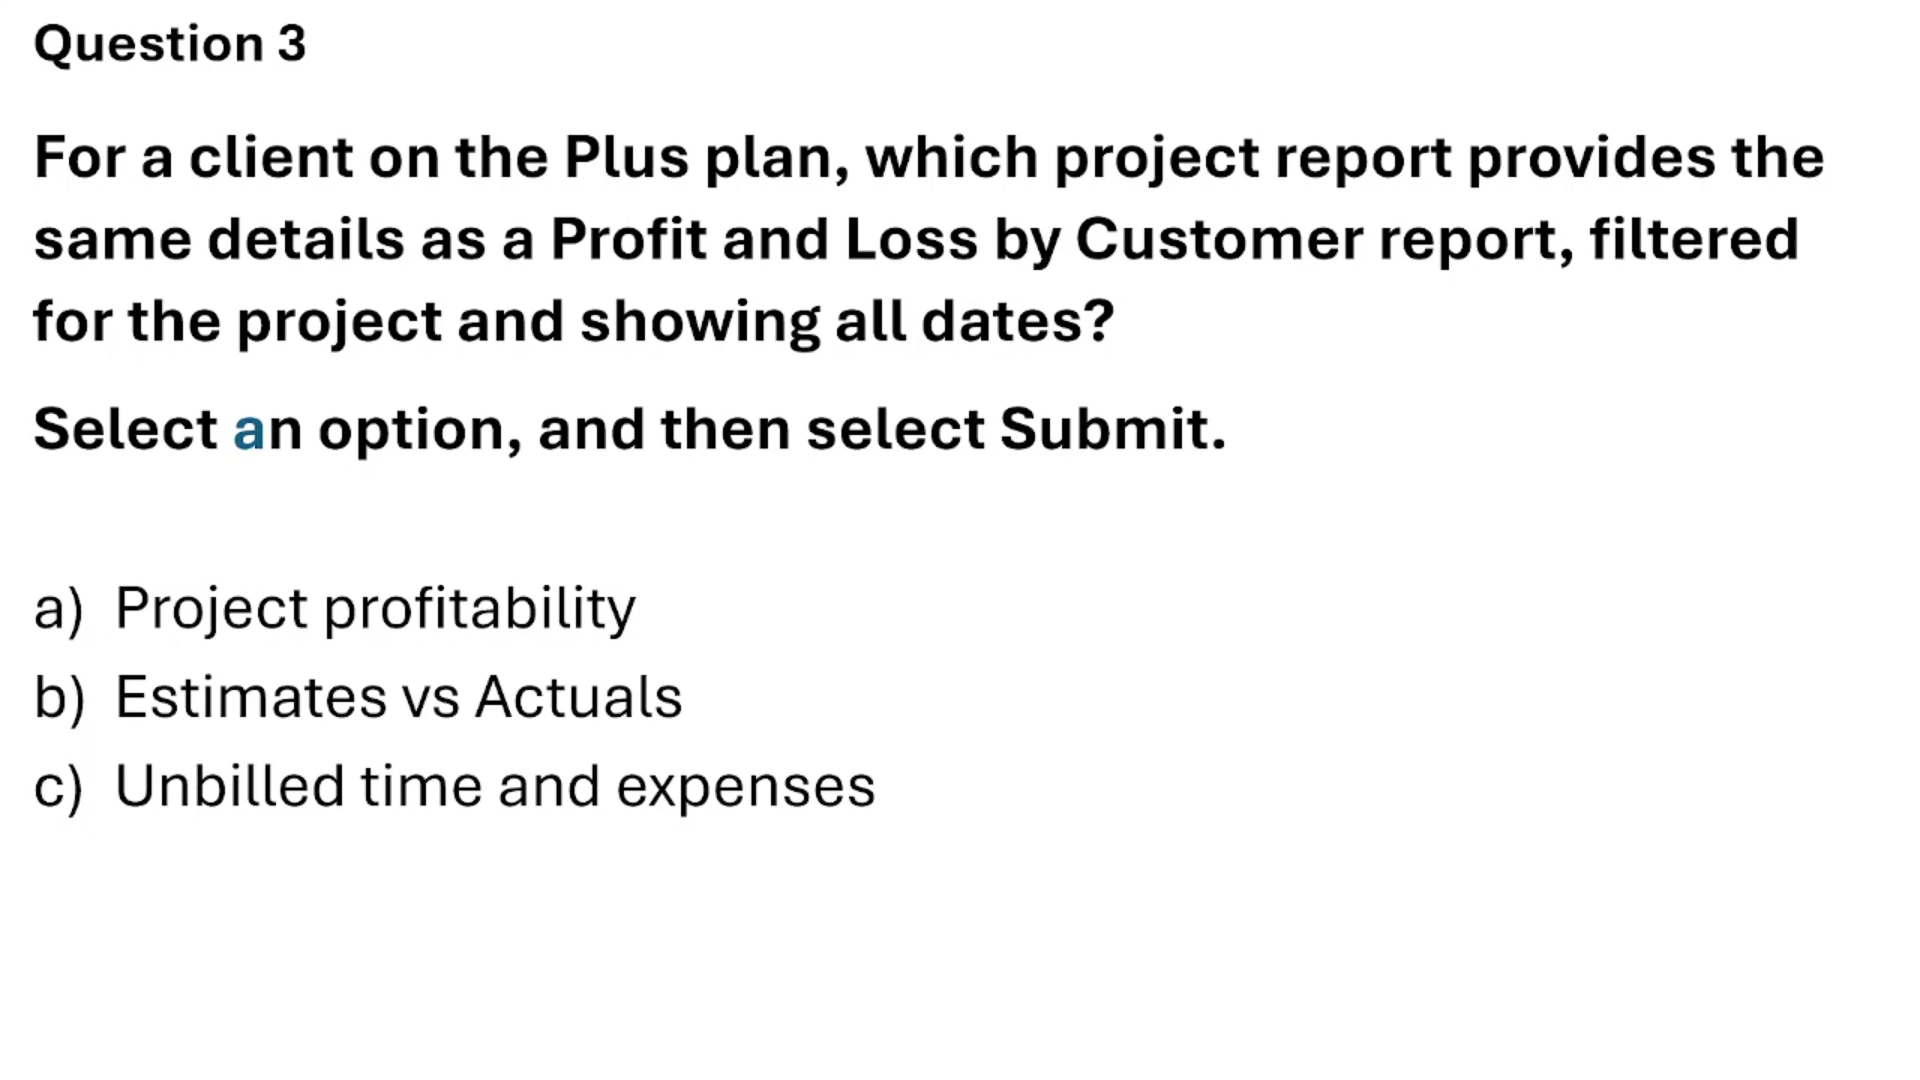 Question 3
For a client on the Plus plan, which project report provides the
same details as a Profit and Loss by Customer report, filtered
for the project and showing all dates?
Select an option, and then select Submit.
a) Project profitability
b) Estimates vs Actuals
c) Unbilled time and expenses